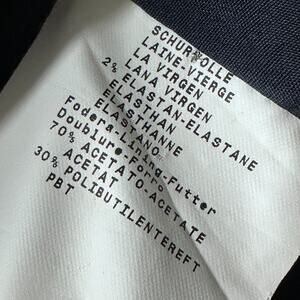 SCHURWOLLE
LAINE-VIERGE
LA VIRGEN
LANA VIRGEN
2% ELASTAN-ELASTANE
ELASTAN
ELASTHANNE
Fodera-Lining-Futter
Doublure-Forro
70% ACETATO-ACETATE
ACETAT
30% POLIBUTILENTEREFT
PBT